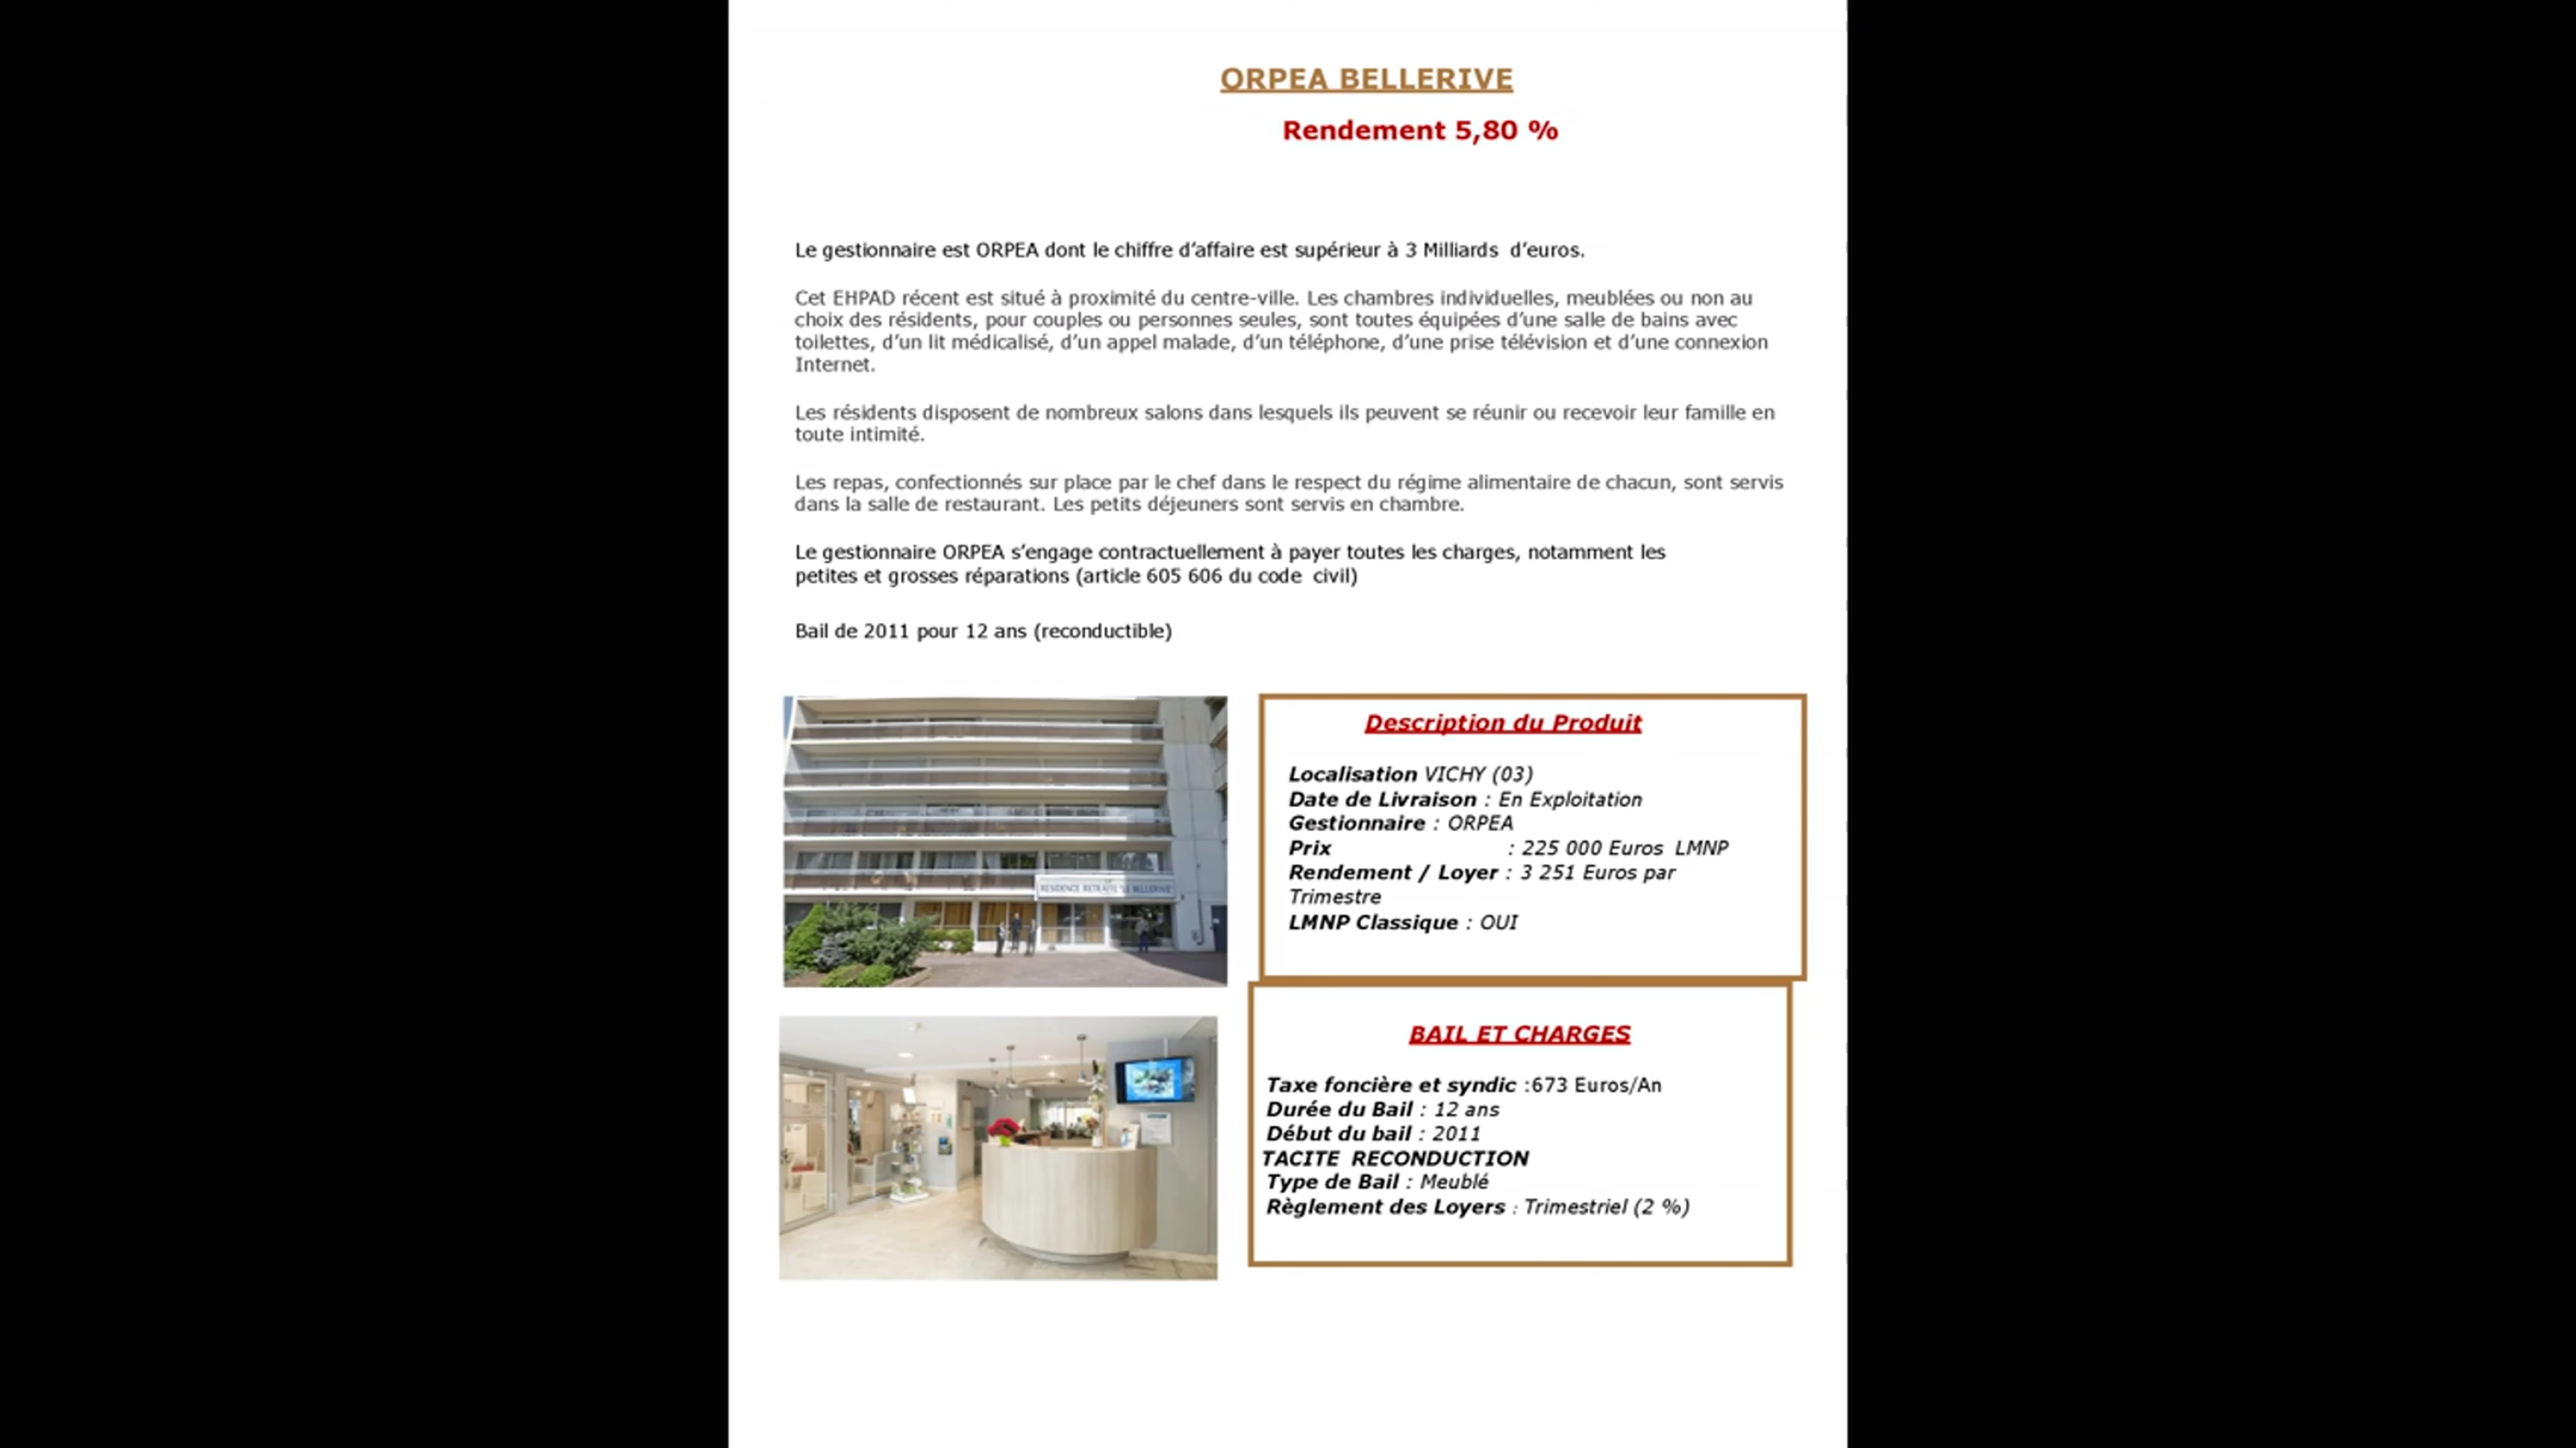 ORPEA BELLERIVE
Rendement 5,80 %
Le gestionnaire est ORPEA dont le chiffre d’affaire est supérieur à 3 Milliards d’euros.
Cet EHPAD récent est situé à proximité du centre-ville. Les chambres individuelles, meublées ou non au
choix des résidents, pour couples ou personnes seules, sont toutes équipées d’une salle de bains avec
toilettes, d’un lit médicalisé, d’un appel malade, d’un téléphone, d’une prise télévision et d’une connexion
Internet.
Les résidents disposent de nombreux salons dans lesquels ils peuvent se réunir ou recevoir leur famille en
toute intimité.
Les repas, confectionnés sur place par le chef dans le respect du régime alimentaire de chacun, sont servis
dans la salle de restaurant. Les petits déjeuners sont servis en chambre.
Le gestionnaire ORPEA s’engage contractuellement à payer toutes les charges, notamment les
petites et grosses réparations (article 605 606 du code civil)
Bail de 2011 pour 12 ans (reconductible)
RESIDENCE RETRAITE "LE BELLERIVE"
Description du Produit
Localisation VICHY (03)
Date de Livraison : En Exploitation
Gestionnaire : ORPEA
Prix : 225 000 Euros LMNP
Rendement / Loyer : 3 251 Euros par
Trimestre
LMNP Classique : OUI
BAIL ET CHARGES
Taxe foncière et syndic :673 Euros/An
Durée du Bail : 12 ans
Début du bail : 2011
TACITE RECONDUCTION
Type de Bail : Meublé
Règlement des Loyers : Trimestriel (2 %)